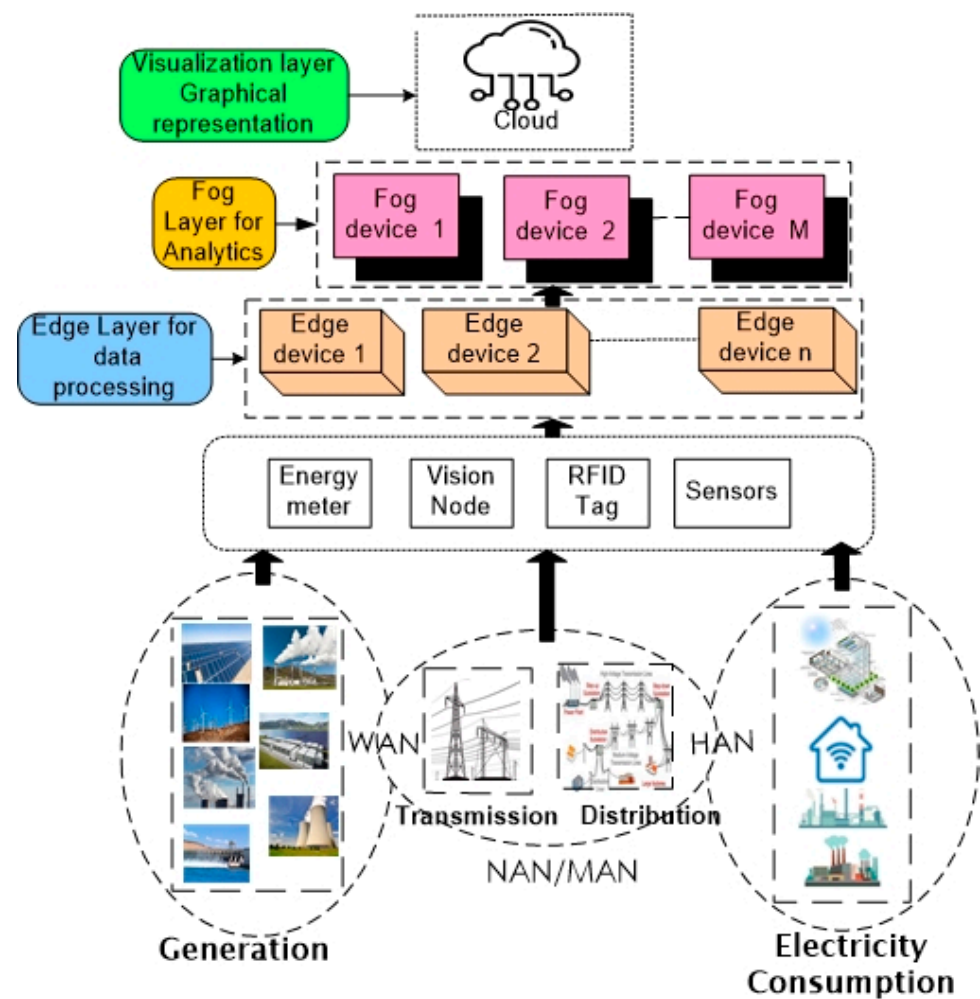 Visualization layer
Graphical
representation
Cloud
Fog
Layer for
Analytics
Fog
device 1
Fog
device 2
Fog
device M
Edge Layer for
data
processing
Edge
device 1
Edge
device 2
Edge
device n
Energy
meter
Vision
Node
RFID
Tag
Sensors
WAN
HAN
Power Plant
Transmission
Distribution
NAN/MAN
Generation
Electricity
Consumption